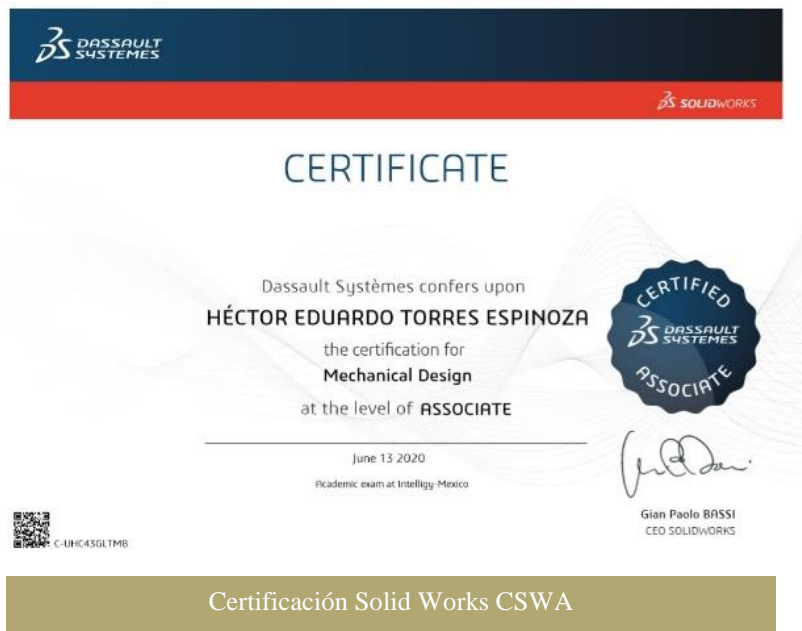 DASSAULT
SYSTEMES
SOLIDWORKS
CERTIFICATE
Dassault Systèmes confers upon
HÉCTOR EDUARDO TORRES ESPINOZA
the certification for
Mechanical Design
at the level of ASSOCIATE
June 13 2020
Academic exam at Intelligy-Mexico
CERTIFIED
DASSAULT
SYSTEMES
ASSOCIATE
Gian Paolo BASSI
CEO SOLIDWORKS
C-UHC43GLTMB
Certificación Solid Works CSWA